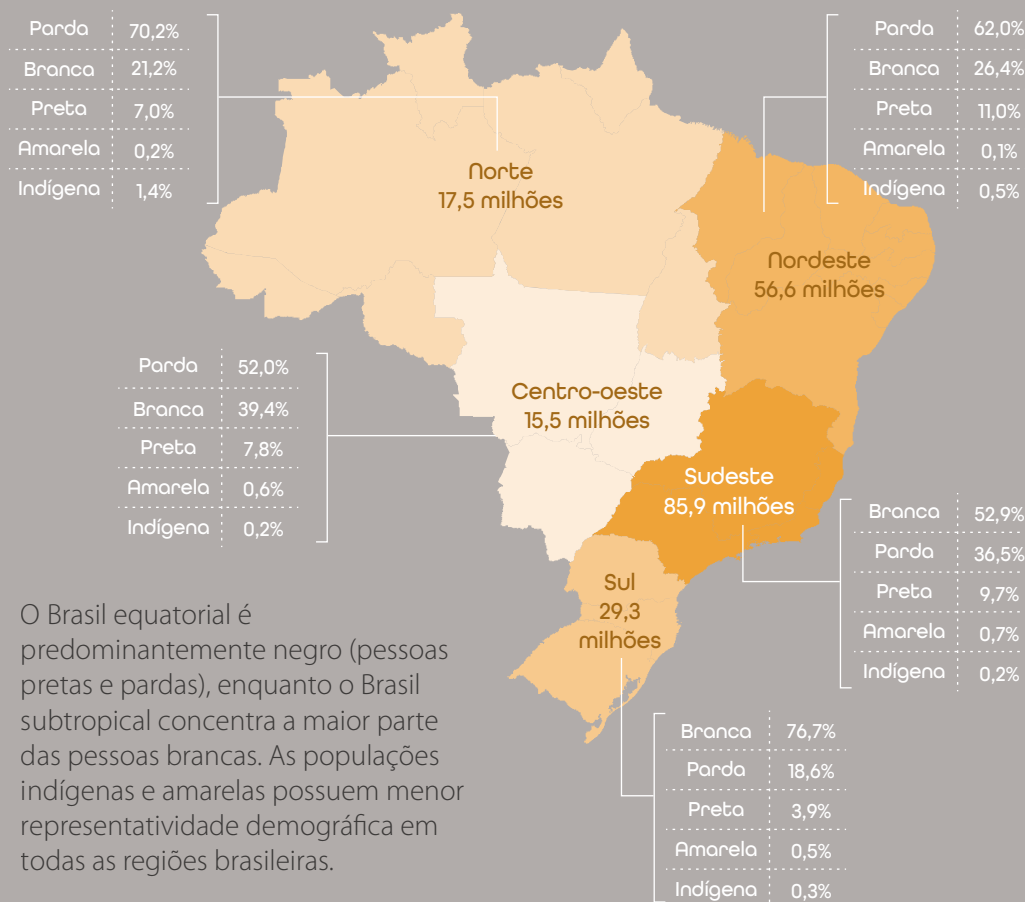 Parda 70,2%
Branca 21,2%
Preta 7,0%
Amarela 0,2%
Indígena 1,4%
Parda 62,0%
Branca 26,4%
Preta 11,0%
Amarela 0,1%
Indígena 0,5%
Norte
17,5 milhões
Nordeste
56,6 milhões
Parda 52,0%
Branca 39,4%
Preta 7,8%
Amarela 0,6%
Indígena 0,2%
Centro-oeste
15,5 milhões
Sudeste
85,9 milhões
Branca 52,9%
Parda 36,5%
Preta 9,7%
Amarela 0,7%
Indígena 0,2%
Sul
29,3
milhões
O Brasil equatorial é
predominantemente negro (pessoas
pretas e pardas), enquanto o Brasil
subtropical concentra a maior parte
das pessoas brancas. As populações
indígenas e amarelas possuem menor
representatividade demográfica em
todas as regiões brasileiras.
Branca 76,7%
Parda 18,6%
Preta 3,9%
Amarela 0,5%
Indígena 0,3%